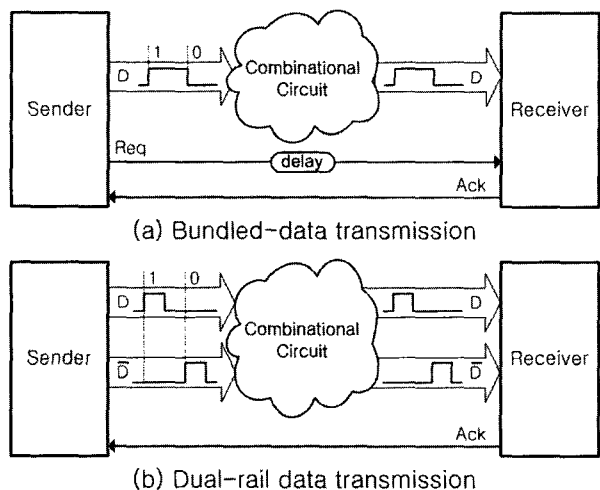 1 0
D
Combinational
Circuit
D
Sender
Receiver
Req
delay
Ack
(a) Bundled-data transmission
1 0
D
D
Combinational
Circuit
Sender
Receiver
D̅
D̅
Ack
(b) Dual-rail data transmission